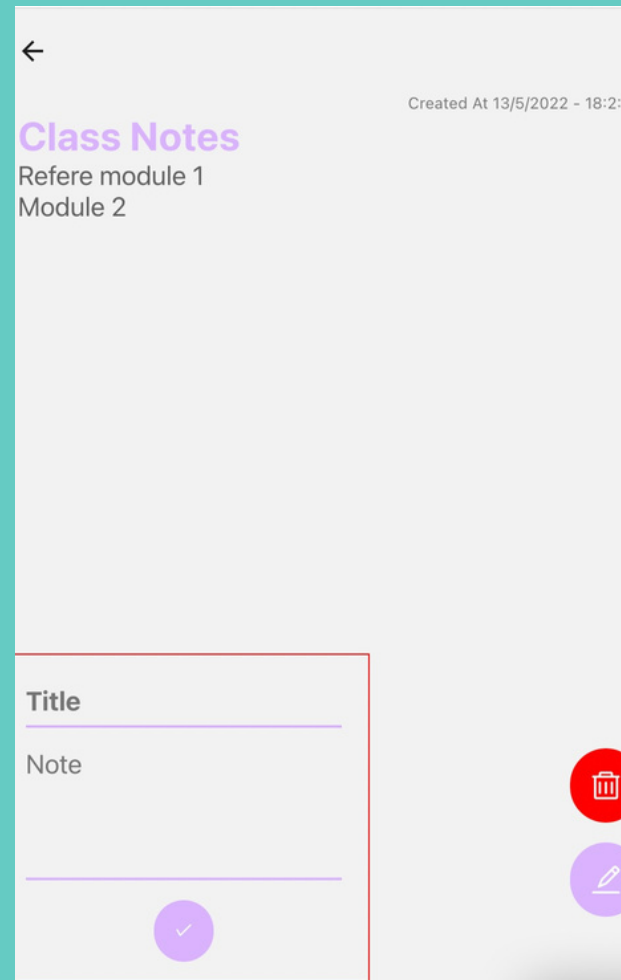 Created At 13/5/2022 - 18:2:
Class Notes
Refere module 1
Module 2
Title
Note